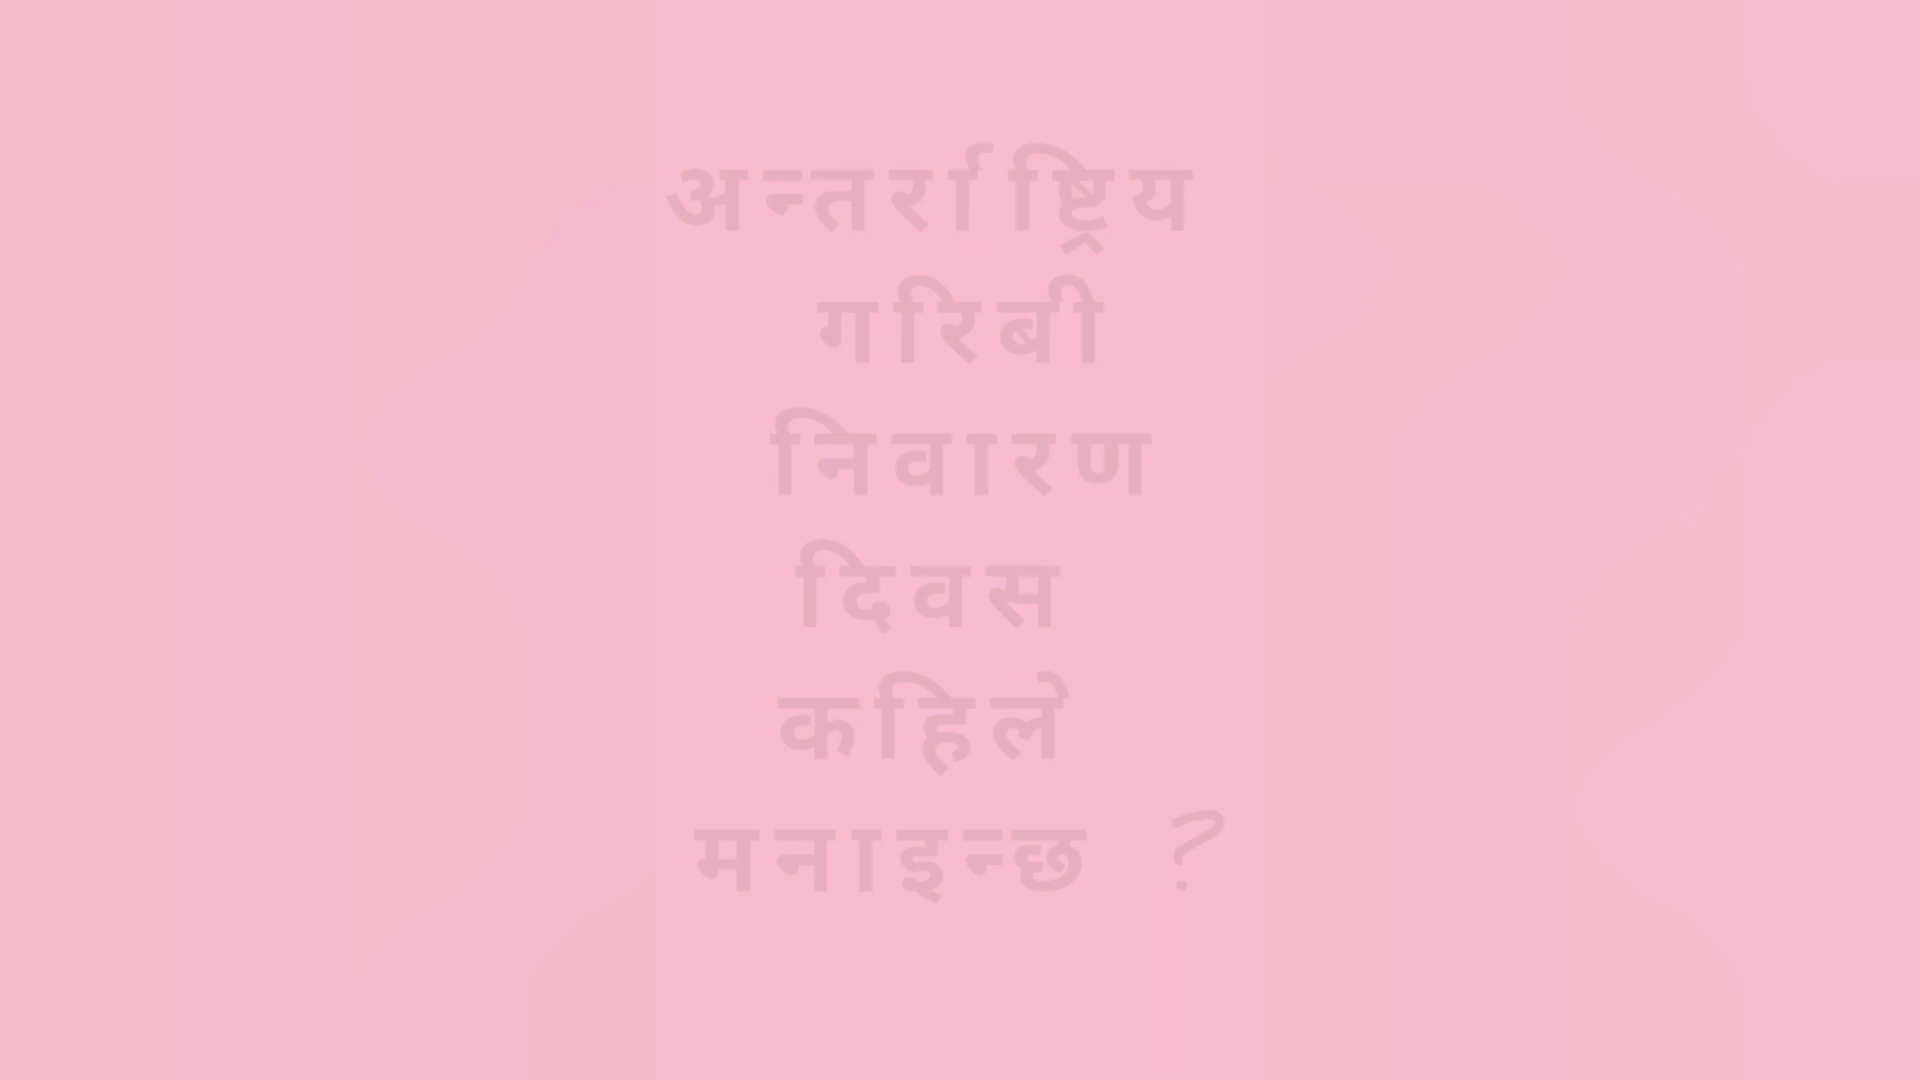 अन्तर्राष्ट्रिय
गरिबी
निवारण
दिवस
कहिले
मनाइन्छ ?